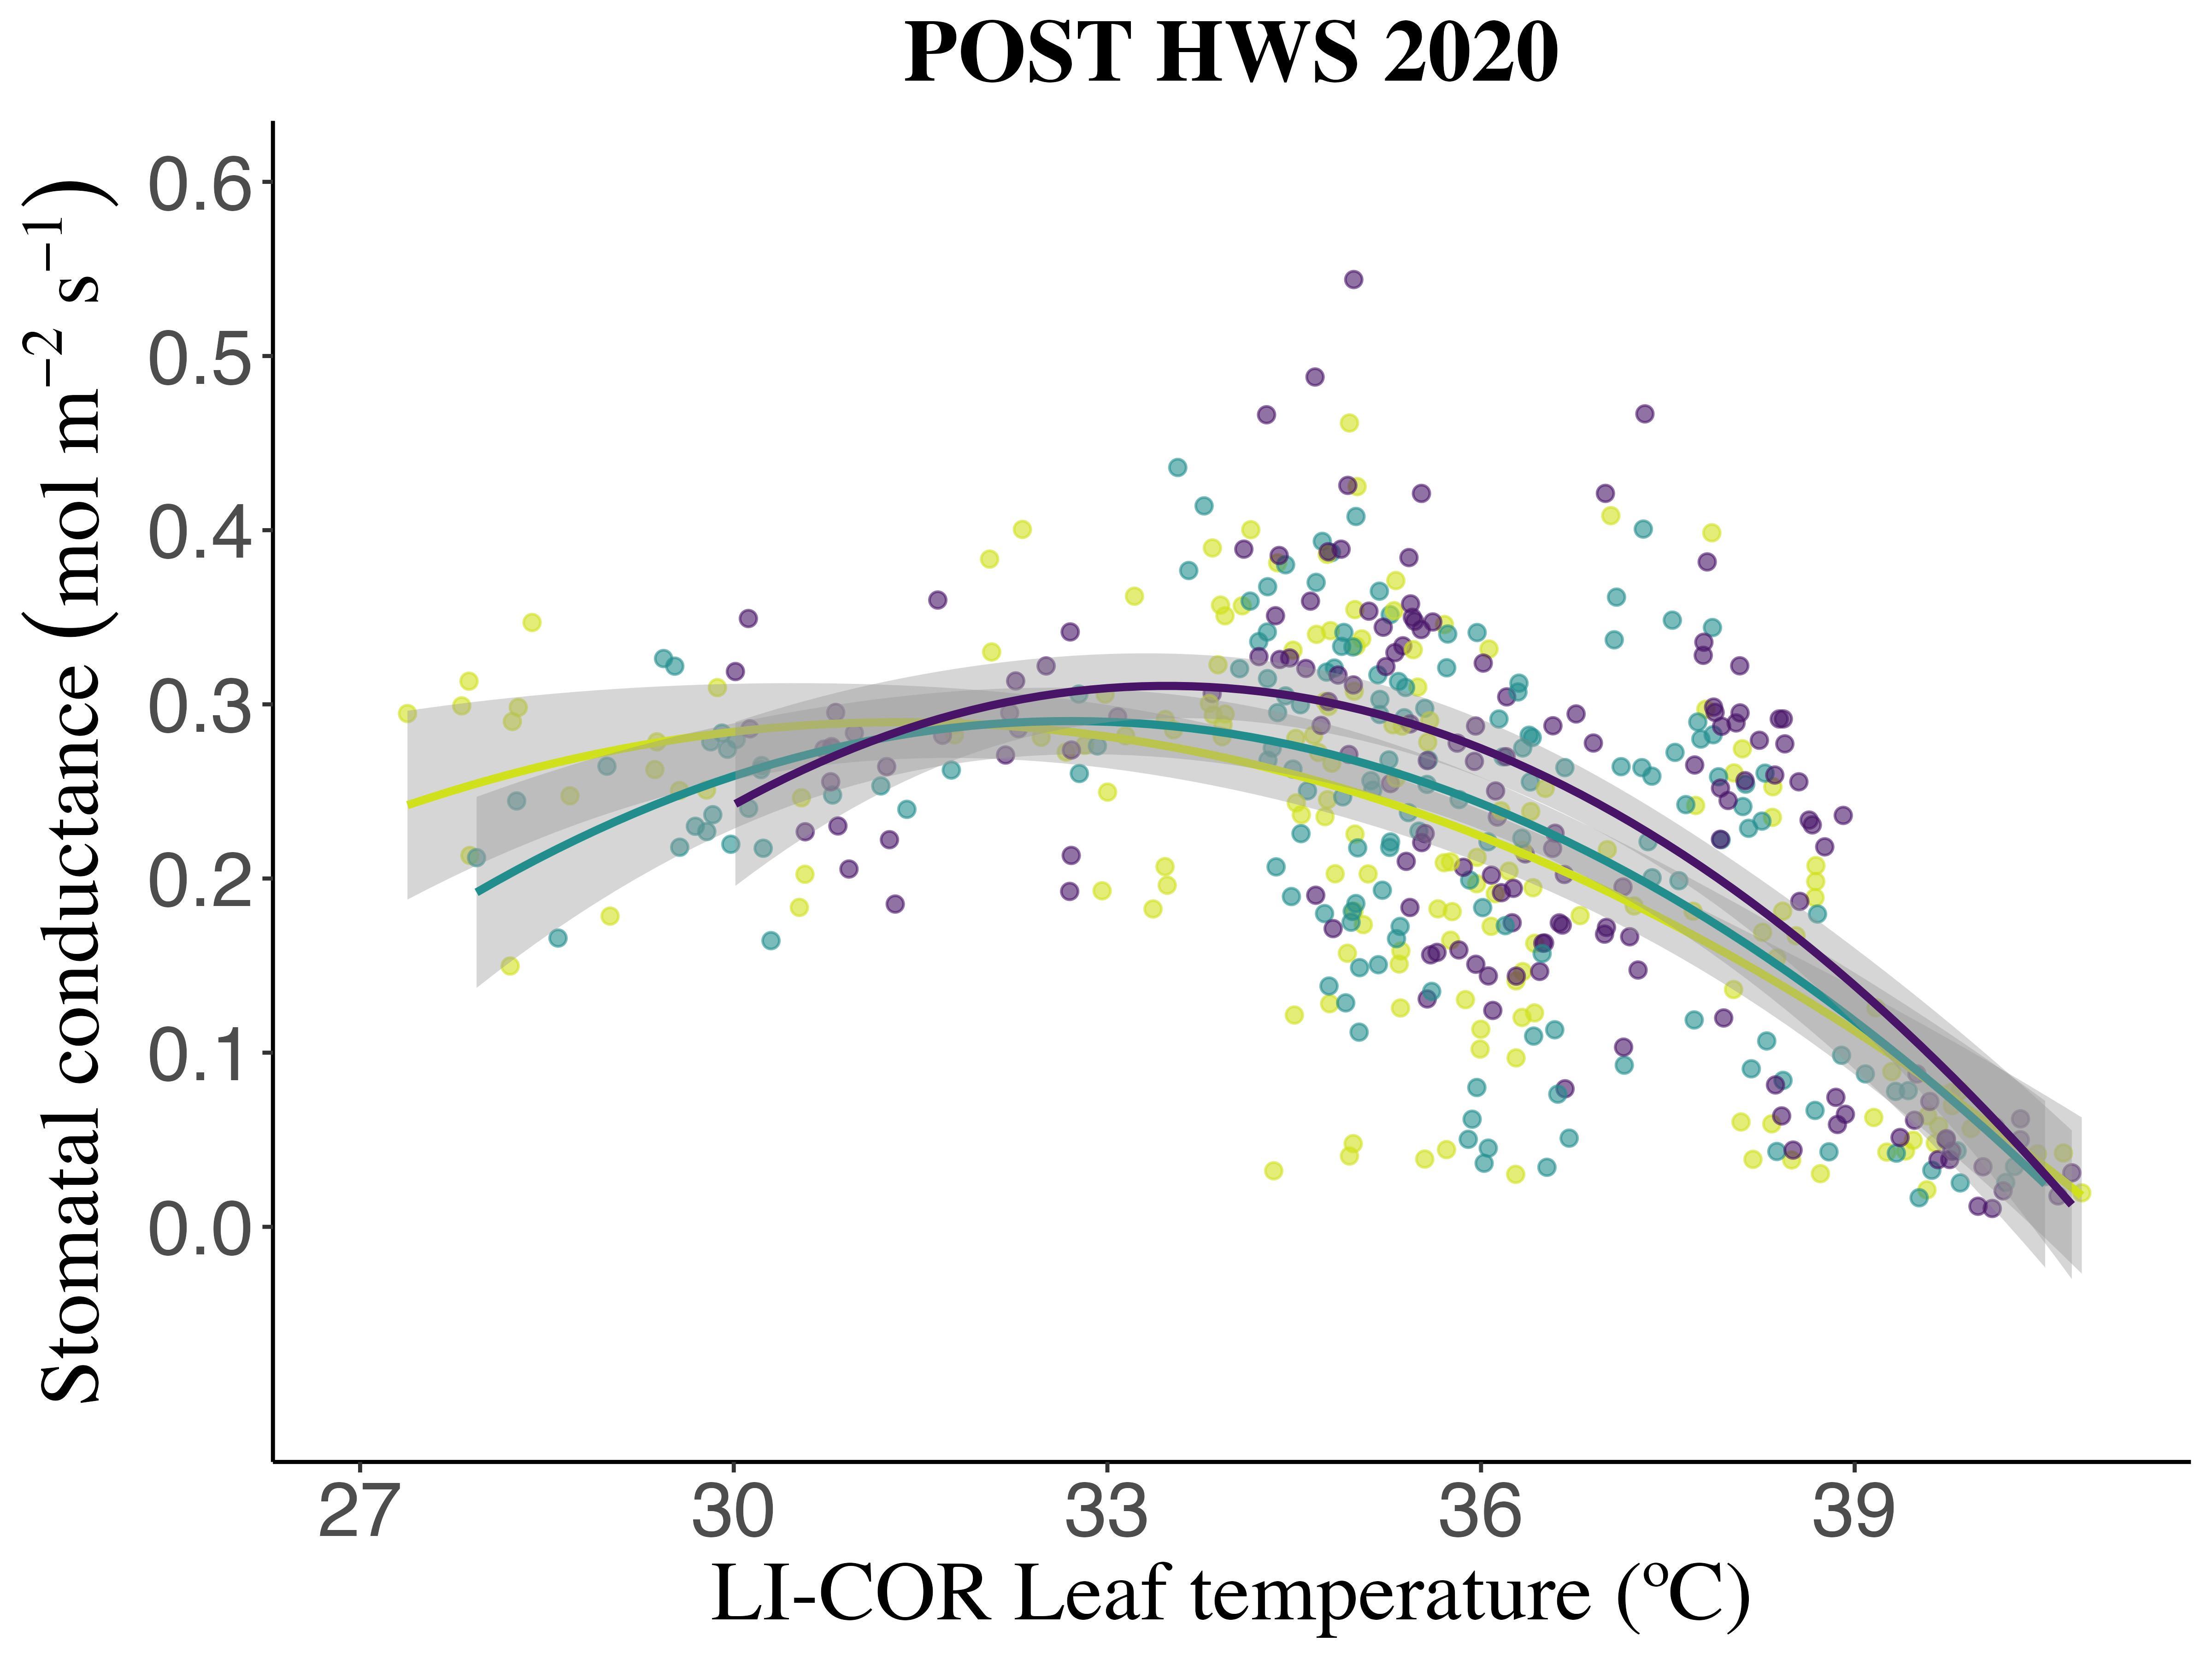 POST HWS 2020
Stomatal conductance (mol m⁻² s⁻¹)
0.6
0.5
0.4
0.3
0.2
0.1
0.0
27 30 33 36 39
LI-COR Leaf temperature (ºC)